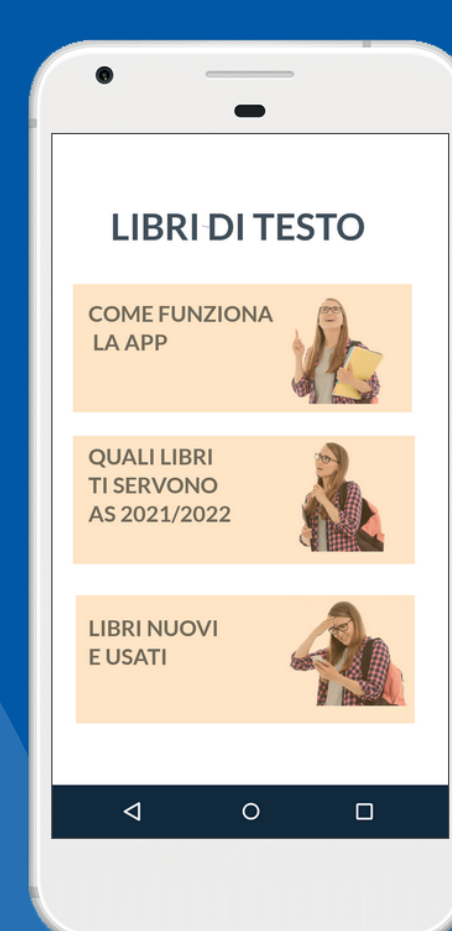 LIBRI DI TESTO
COME FUNZIONA
LA APP
QUALI LIBRI
TI SERVONO
AS 2021/2022
LIBRI NUOVI
E USATI